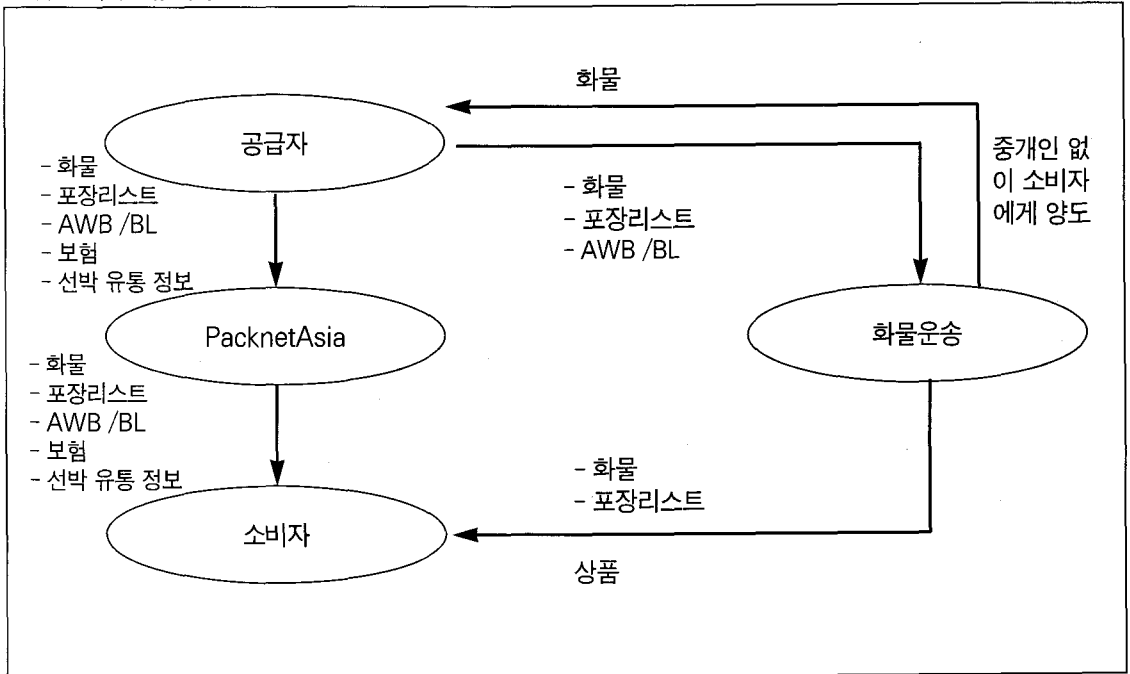 화물
공급자
중개인 없
이 소비자
에게 양도
- 화물
- 포장리스트
- AWB /BL
- 보험
- 선박 유통 정보
- 화물
- 포장리스트
- AWB /BL
PacknetAsia
화물운송
- 화물
- 포장리스트
- AWB /BL
- 보험
- 선박 유통 정보
- 화물
- 포장리스트
소비자
상품